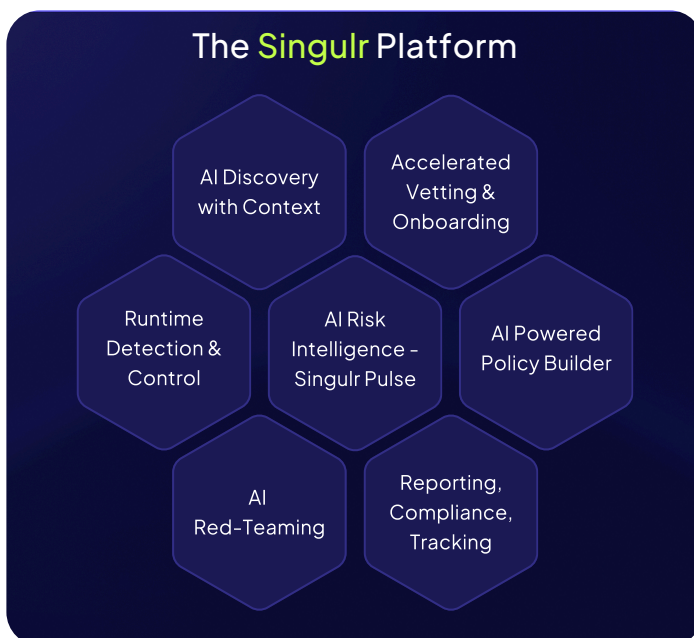 The Singulr Platform
AI Discovery
with Context
Accelerated
Vetting &
Onboarding
Runtime
Detection &
Control
AI Risk
Intelligence -
Singulr Pulse
AI Powered
Policy Builder
AI
Red-Teaming
Reporting,
Compliance,
Tracking